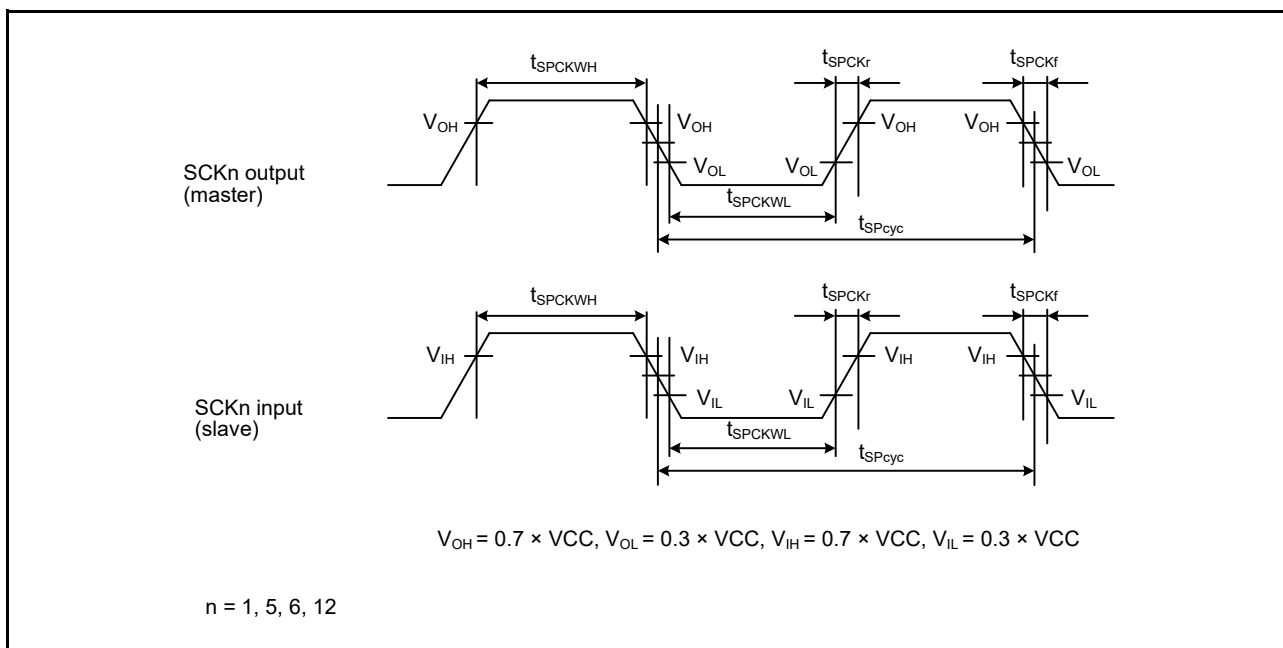 tSPCKWH
tSPCKr
tSPCKf
VOH
VOH
VOH
VOH
VOL
VOL
VOL
SCKn output
(master)
tSPCKWL
tSPcyc
tSPCKWH
tSPCKr
tSPCKf
VIH
VIH
VIH
VIH
VIL
VIL
VIL
SCKn input
(slave)
tSPCKWL
tSPcyc
VOH = 0.7 × VCC, VOL = 0.3 × VCC, VIH = 0.7 × VCC, VIL = 0.3 × VCC
n = 1, 5, 6, 12